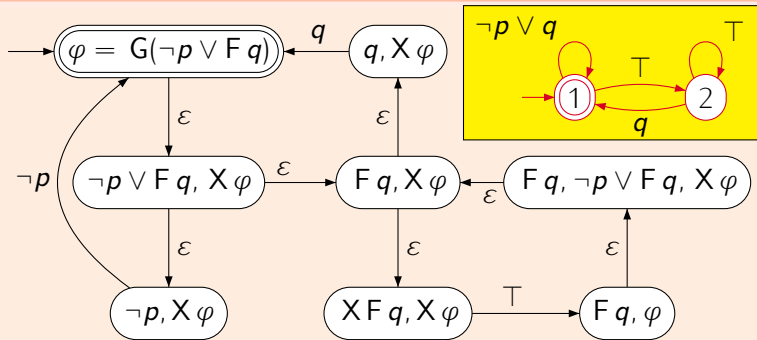 φ = G(¬p ∨ F q)
q
q, X φ
¬p ∨ q
⊤
⊤
1
2
q
ε
ε
¬p
¬p ∨ F q, X φ
ε
F q, X φ
ε
F q, ¬p ∨ F q, X φ
ε
ε
ε
¬p, X φ
X F q, X φ
⊤
F q, φ